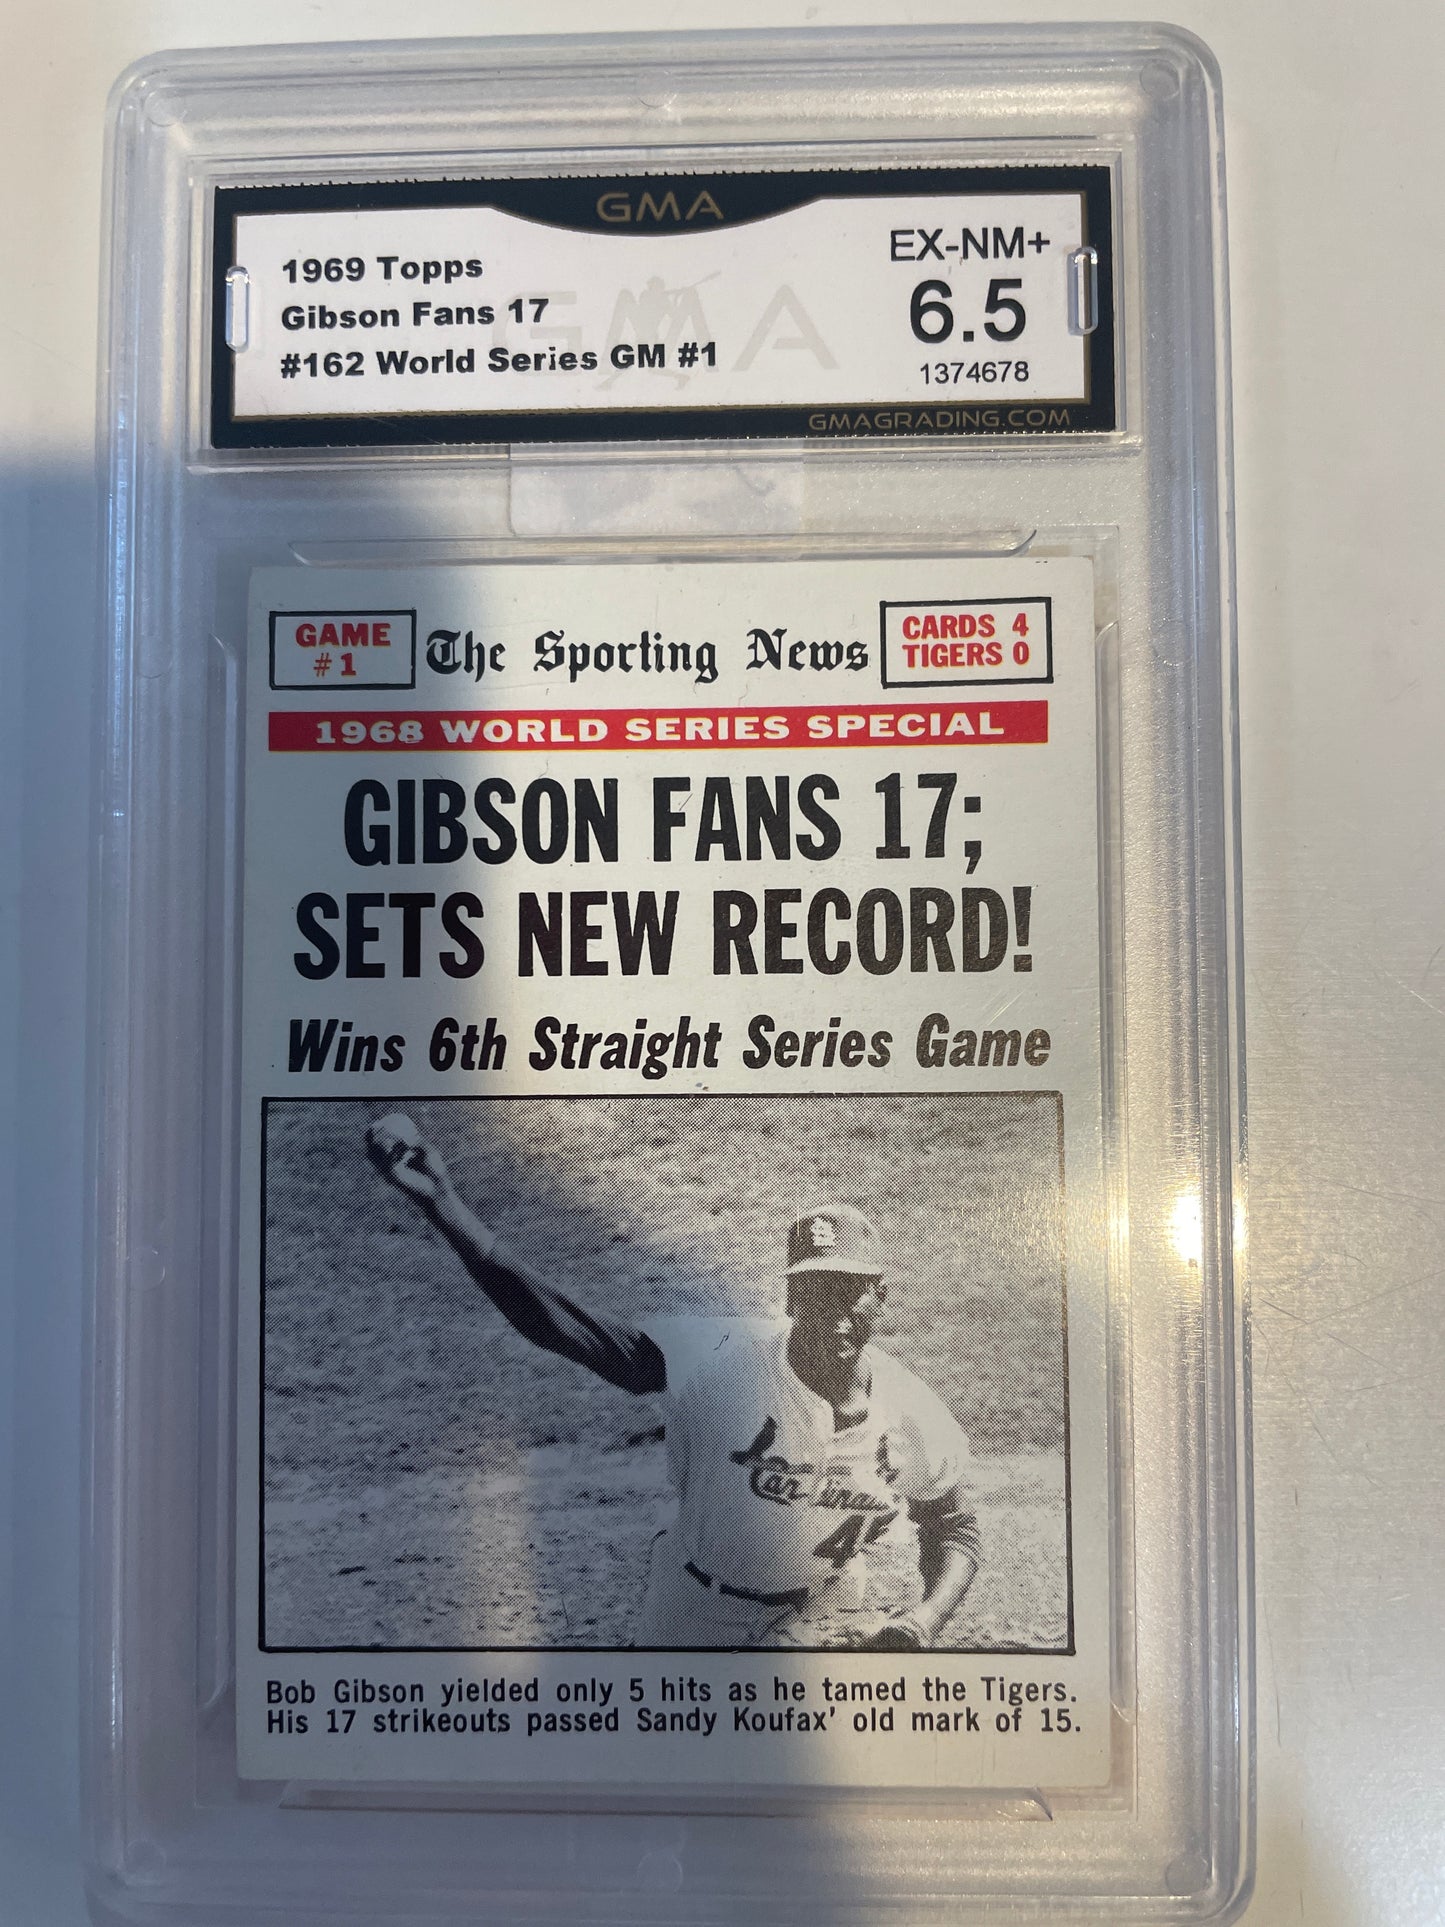 GMA
1969 Topps
Gibson Fans 17
#162 World Series GM #1
EX-NM+
6.5
1374678
GMA
GMAGRADING.COM
GAME
#1
The Sporting News
CARDS 4
TIGERS 0
1968 WORLD SERIES SPECIAL
GIBSON FANS 17;
SETS NEW RECORD!
Wins 6th Straight Series Game
Cardinals
45
Bob Gibson yielded only 5 hits as he tamed the Tigers.
His 17 strikeouts passed Sandy Koufax' old mark of 15.